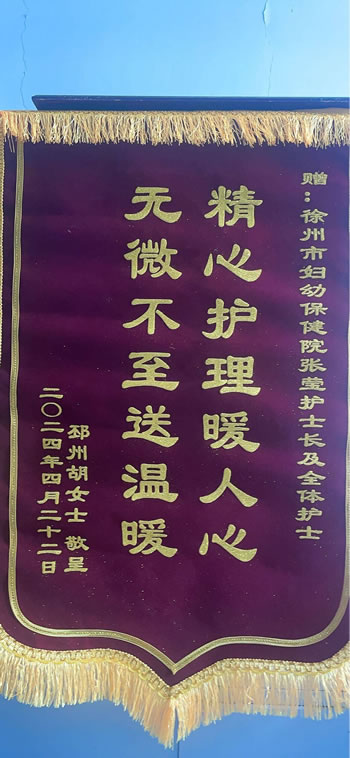 赠：徐州市妇幼保健院张莹护士长及全体护士
精心护理暖人心
无微不至送温暖
邳州胡女士 敬呈
二〇二四年四月二十二日